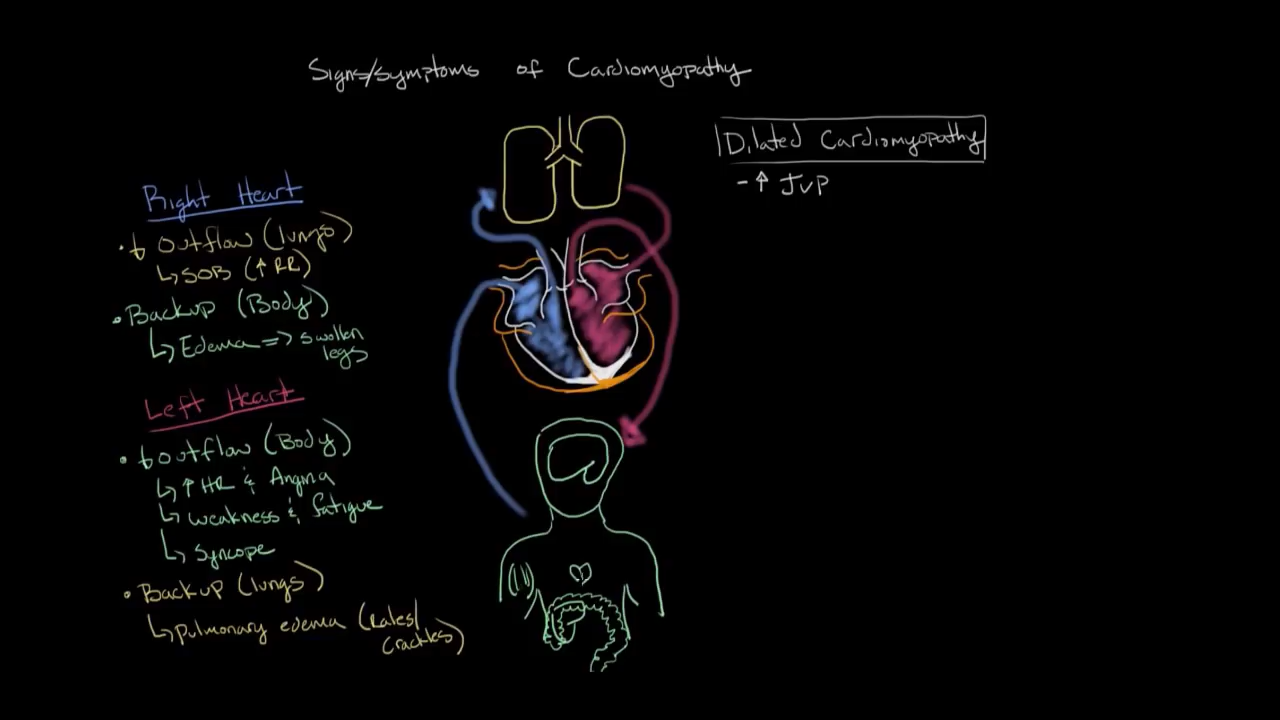 Signs/symptoms of Cardiomyopathy
Right Heart
• ↓ Outflow (lungs)
↳ SOB (↑ RR)
• Backup (Body)
↳ Edema => swollen
legs
Left Heart
• ↓ outflow (Body)
↳ ↑ HR & Angina
↳ weakness & fatigue
↳ Syncope
• Backup (lungs)
↳ pulmonary edema (Rales/
crackles)
Dilated Cardiomyopathy
- ↑ JVP